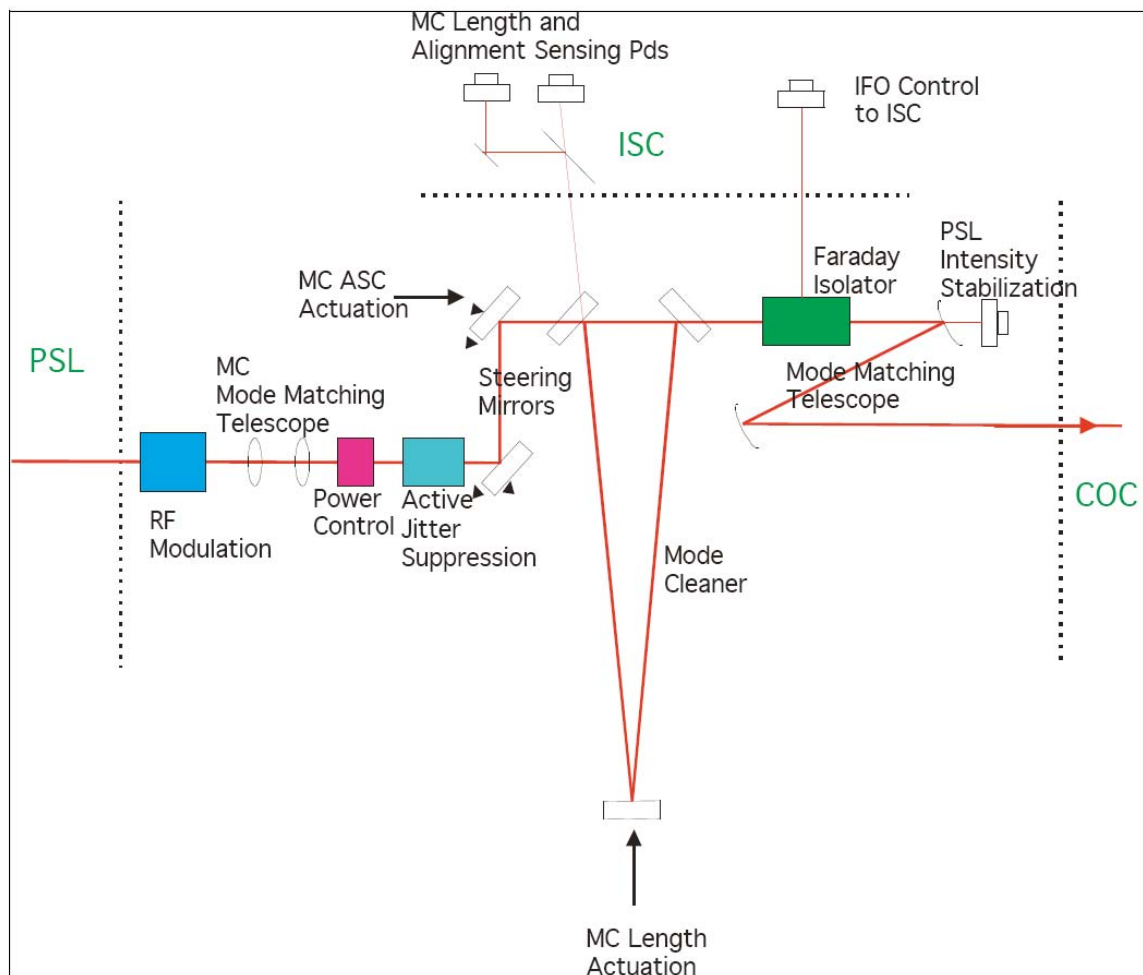 MC Length and
Alignment Sensing Pds
IFO Control
to ISC
ISC
PSL
Intensity
Stabilization
Faraday
Isolator
MC ASC
Actuation
PSL
MC
Mode Matching
Telescope
Steering
Mirrors
Mode Matching
Telescope
COC
Power
Control
Active
Jitter
Suppression
RF
Modulation
Mode
Cleaner
MC Length
Actuation